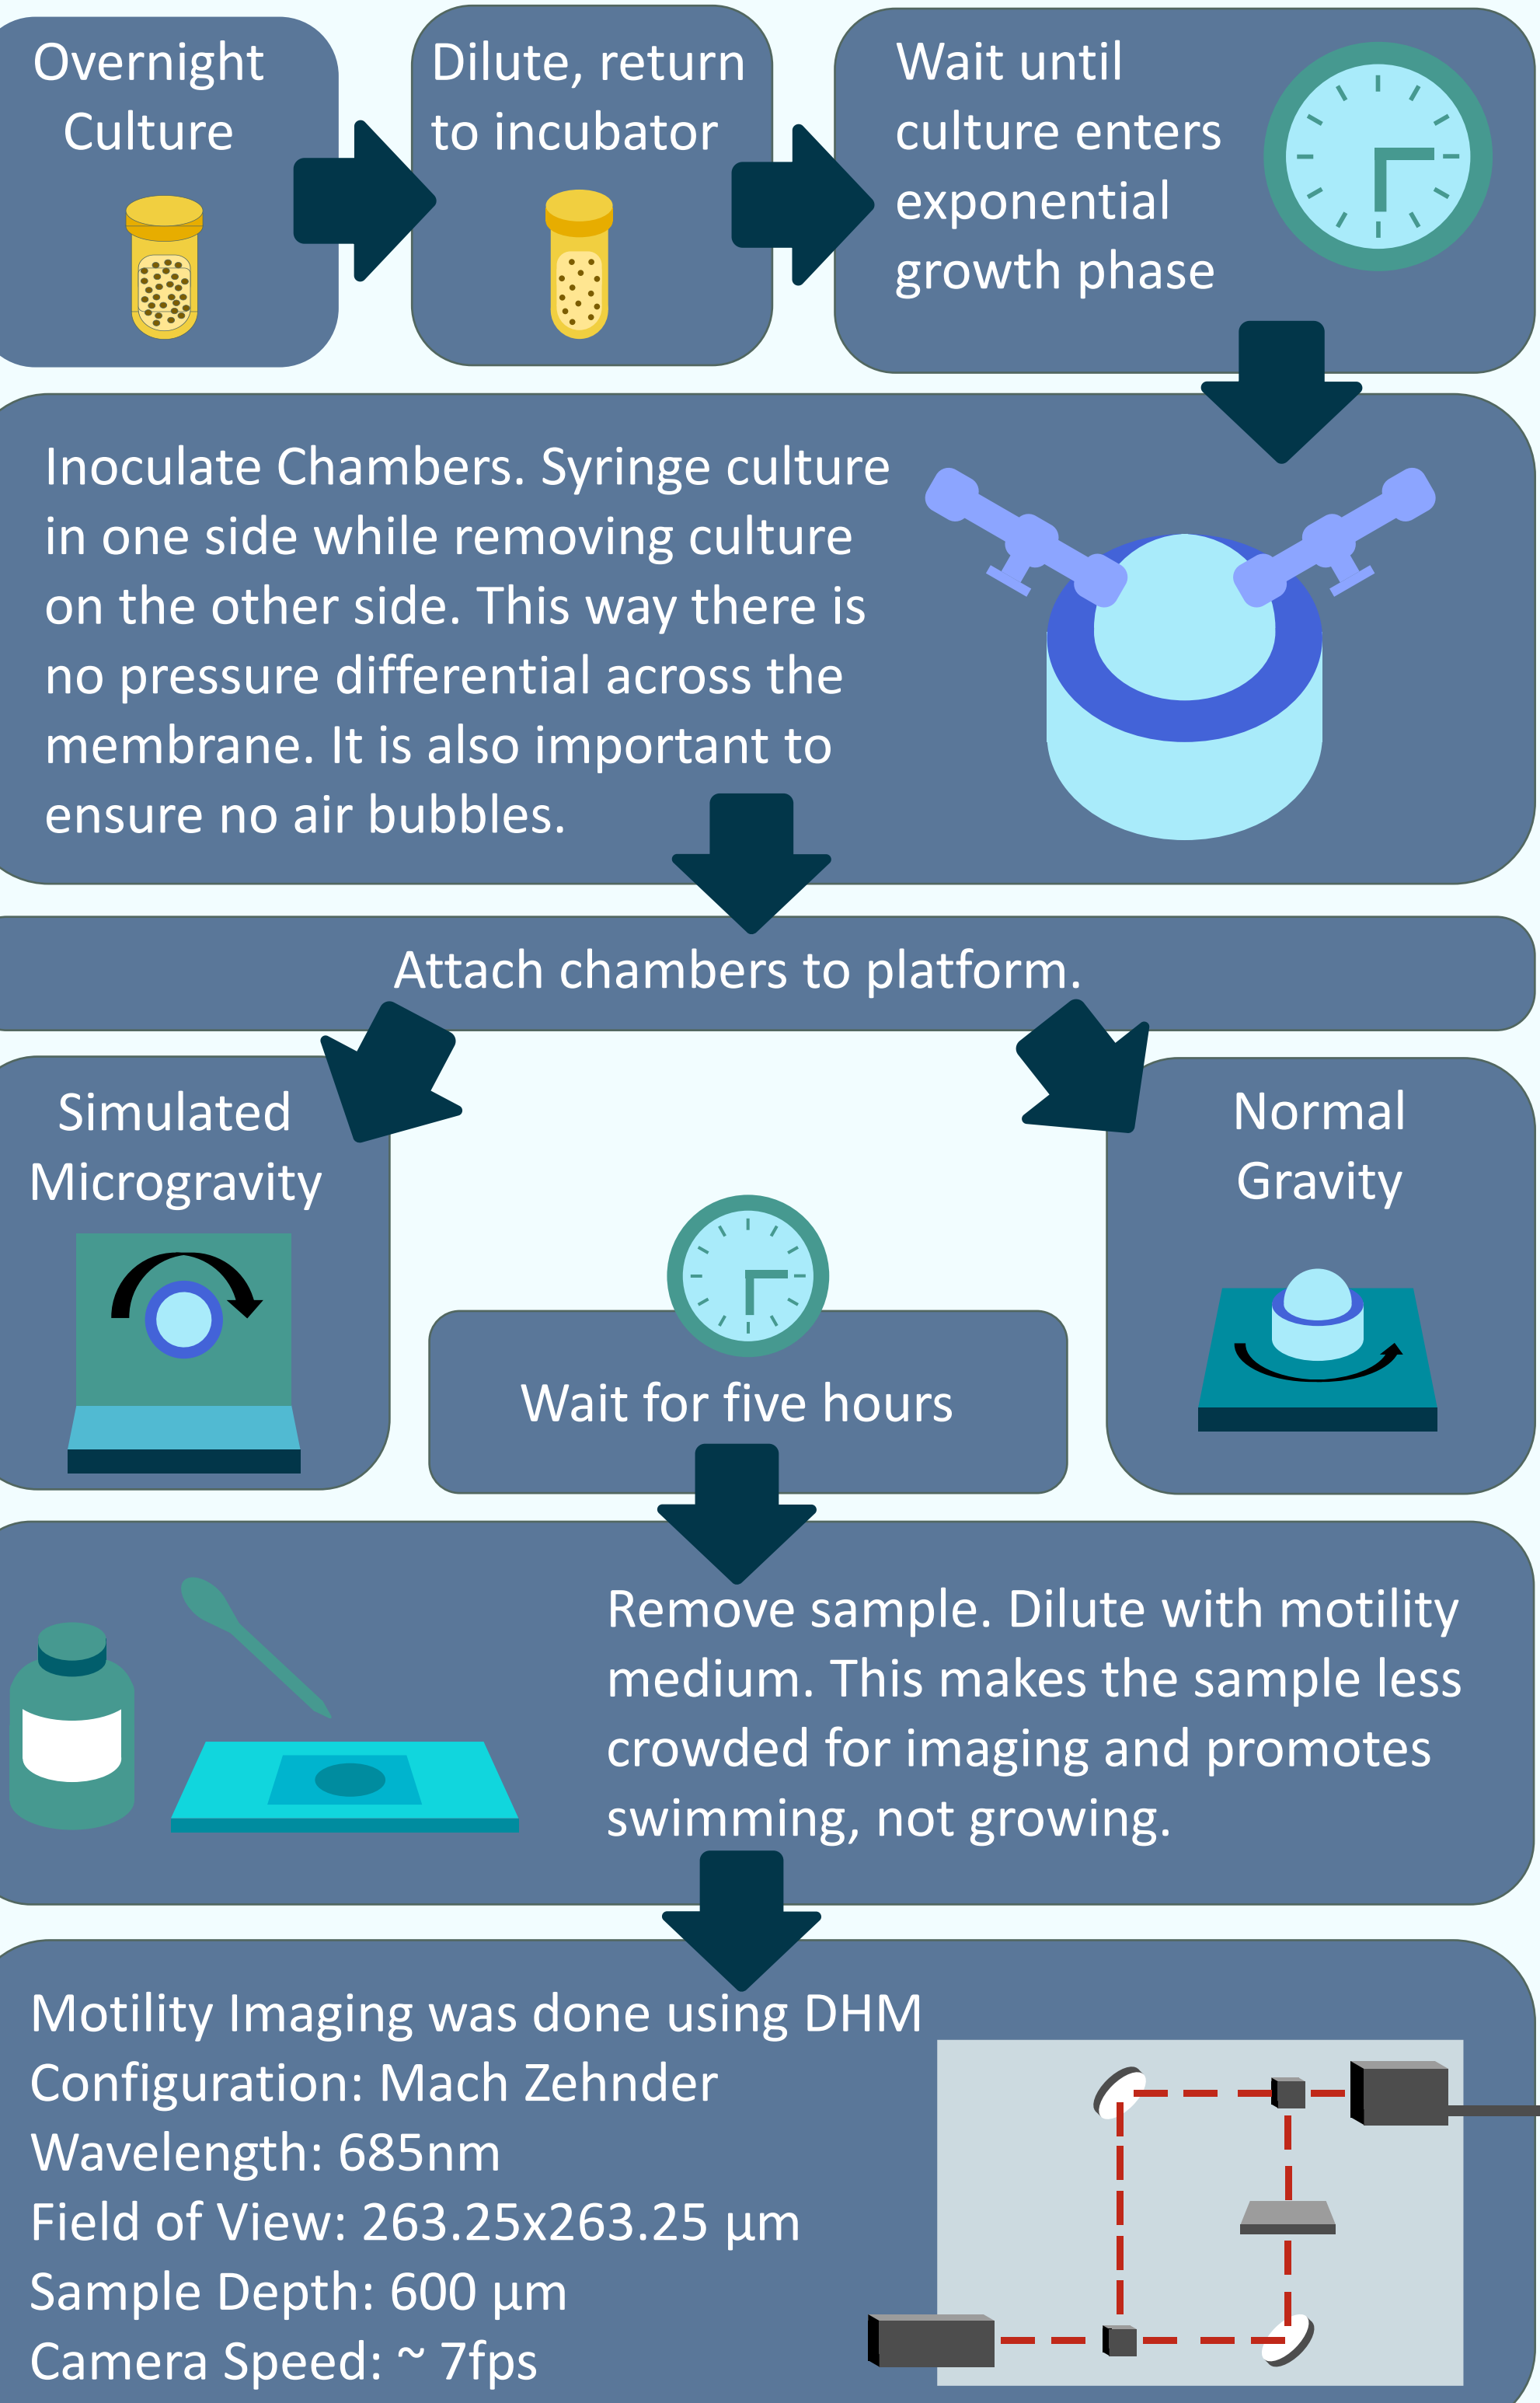 Overnight
Culture
Dilute, return
to incubator
Wait until
culture enters
exponential
growth phase
Inoculate Chambers. Syringe culture
in one side while removing culture
on the other side. This way there is
no pressure differential across the
membrane. It is also important to
ensure no air bubbles.
Attach chambers to platform.
Simulated
Microgravity
Normal
Gravity
Wait for five hours
Remove sample. Dilute with motility
medium. This makes the sample less
crowded for imaging and promotes
swimming, not growing.
Motility Imaging was done using DHM
Configuration: Mach Zehnder
Wavelength: 685nm
Field of View: 263.25x263.25 μm
Sample Depth: 600 μm
Camera Speed: ~ 7fps